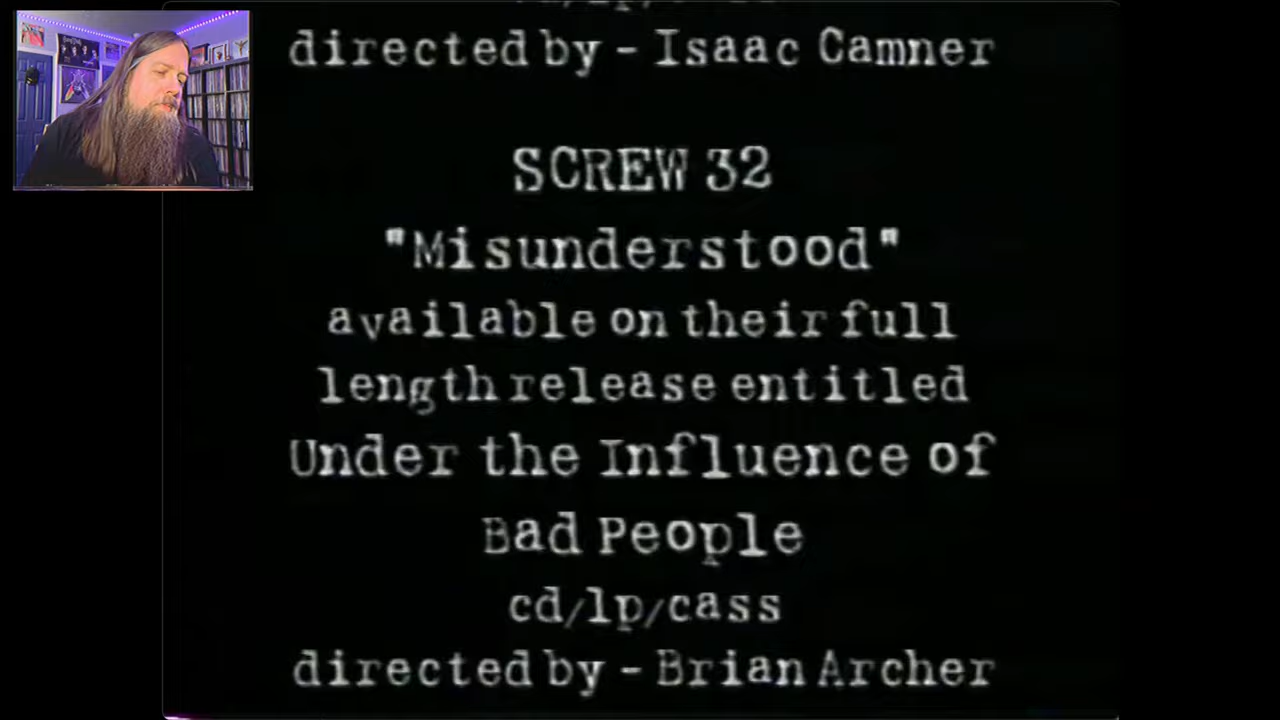 directed by - Isaac Camner
SCREW 32
"Misunderstood"
available on their full
length release entitled
Under the Influence of
Bad People
cd/lp/cass
directed by - Brian Archer